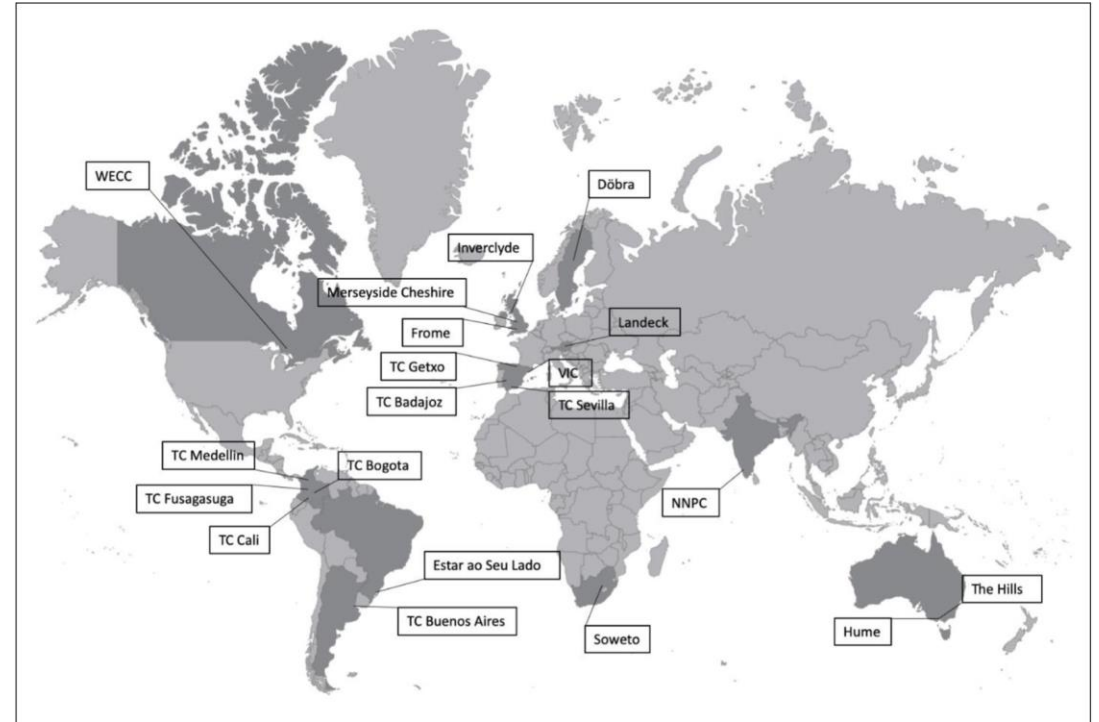 WECC
Döbra
Inverclyde
Merseyside Cheshire
Landeck
Frome
TC Getxo
VIC
TC Badajoz
TC Sevilla
TC Medellin
TC Bogota
TC Fusagasuga
NNPC
TC Cali
Estar ao Seu Lado
The Hills
TC Buenos Aires
Hume
Soweto